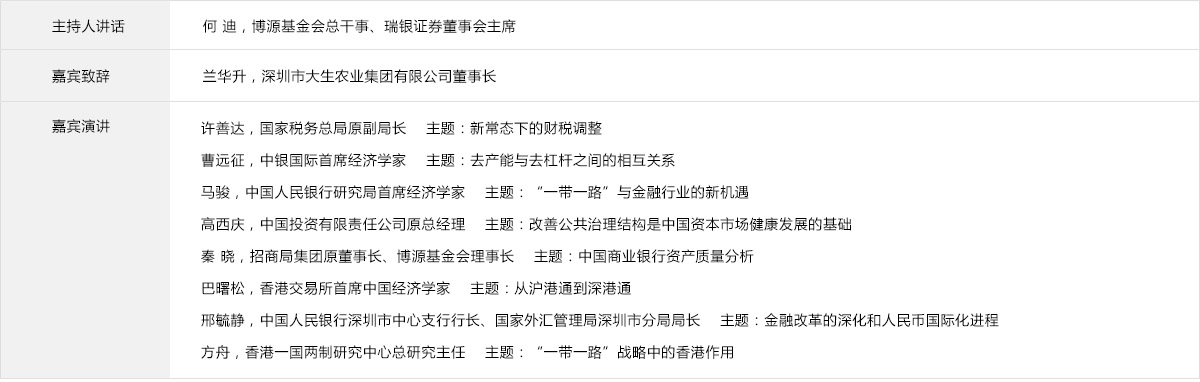 主持人讲话 何 迪，博源基金会总干事、瑞银证券董事会主席
嘉宾致辞 兰华升，深圳市大生农业集团有限公司董事长
嘉宾演讲 许善达，国家税务总局原副局长 主题：新常态下的财税调整
曹远征，中银国际首席经济学家 主题：去产能与去杠杆之间的相互关系
马骏，中国人民银行研究局首席经济学家 主题：“一带一路”与金融行业的新机遇
高西庆，中国投资有限责任公司原总经理 主题：改善公共治理结构是中国资本市场健康发展的基础
秦 晓，招商局集团原董事长、博源基金会理事长 主题：中国商业银行资产质量分析
巴曙松，香港交易所首席中国经济学家 主题：从沪港通到深港通
邢毓静，中国人民银行深圳市中心支行行长、国家外汇管理局深圳市分局局长 主题：金融改革的深化和人民币国际化进程
方舟，香港一国两制研究中心总研究主任 主题：“一带一路”战略中的香港作用